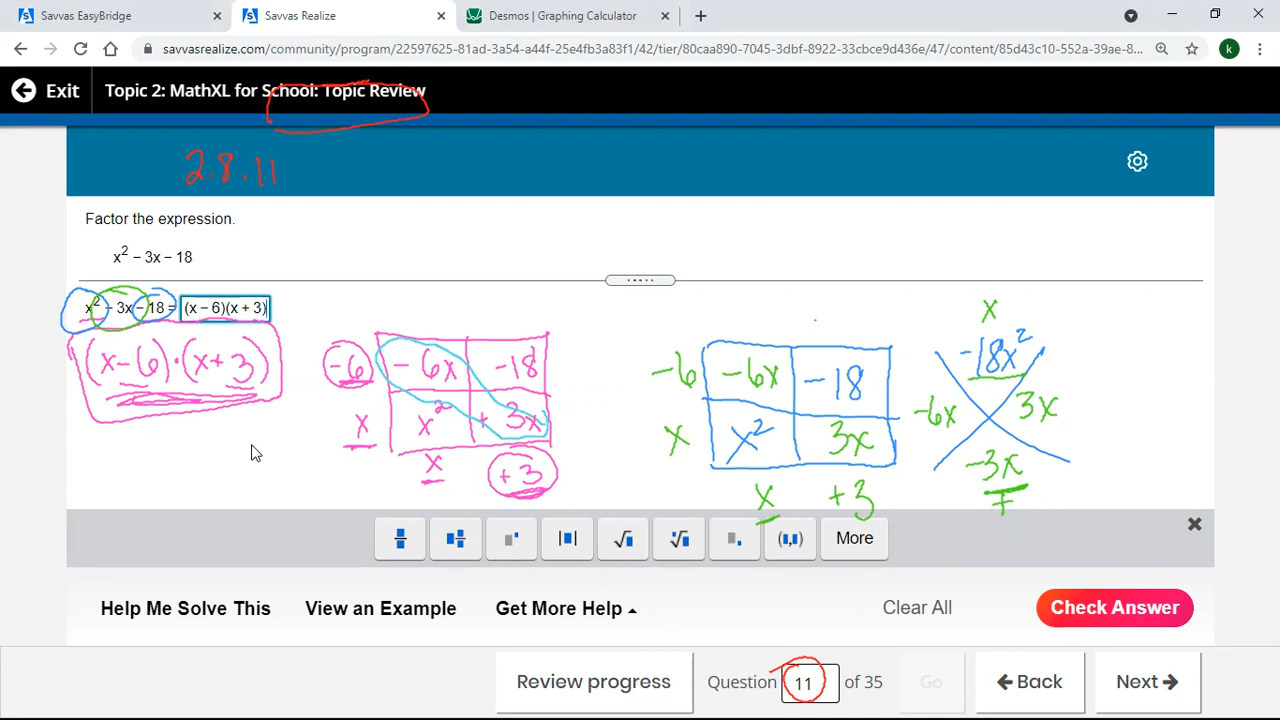 Savvas EasyBridge
Savvas Realize
Desmos | Graphing Calculator
savvasrealize.com/community/program/22597625-81ad-3a54-a44f-25e4fb3a83f1/42/tier/80caa890-7045-3dbf-8922-33cbce9d436e/47/content/85d43c10-552a-39ae-8...
k
Exit
Topic 2: MathXL for School: Topic Review
2.8.11
Factor the expression.
x² − 3x − 18
x² − 3x − 18 = (x − 6)(x + 3)
(x-6)·(x+3)
-6 -6x -18
x x² + 3x
x +3
-6 -6x -18
x x² 3x
x +3
x
-18x²
-6x 3x
-3x
+
More
Help Me Solve This
View an Example
Get More Help
Clear All
Check Answer
Review progress
Question 11 of 35
Go
Back
Next